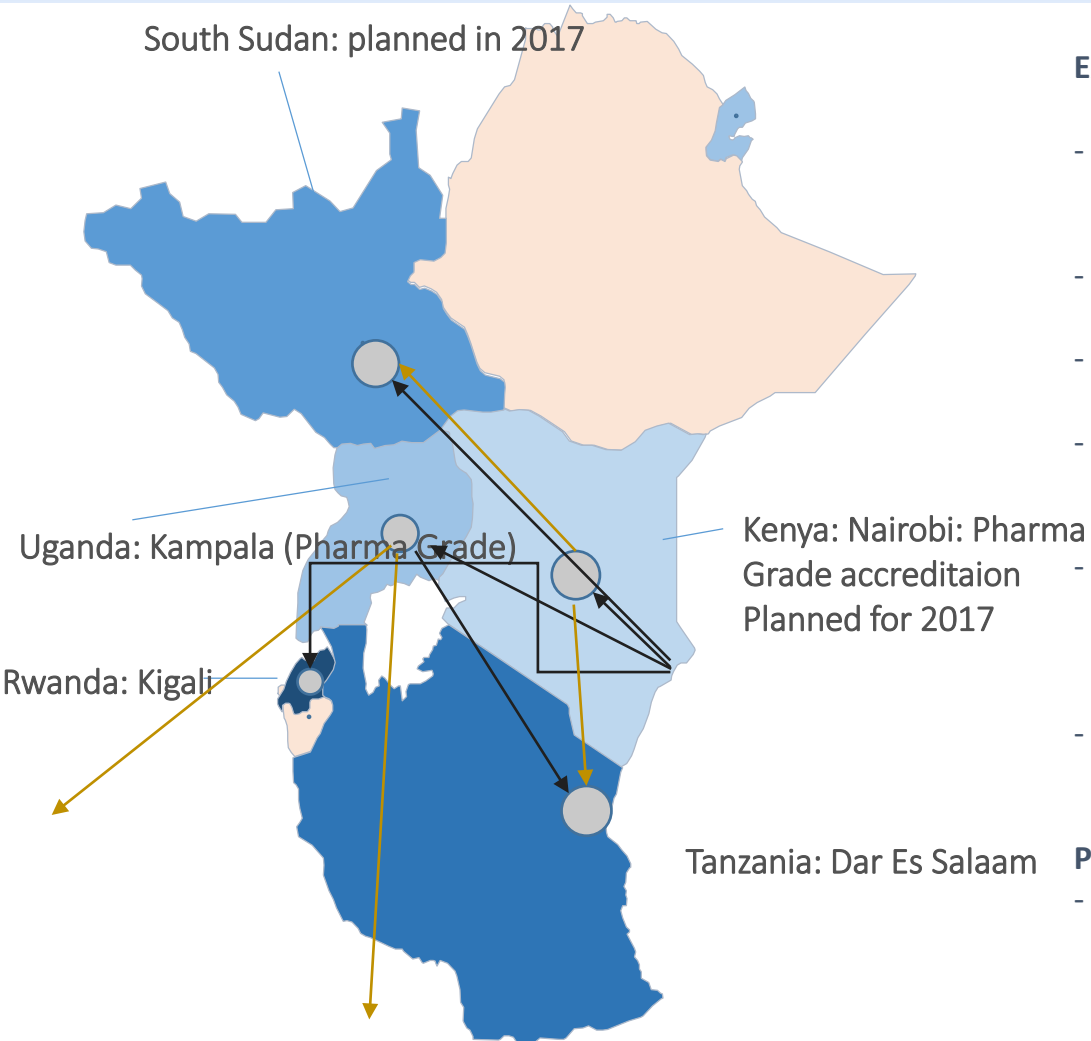 South Sudan: planned in 2017
E
-
-
-
-
Uganda: Kampala (Pharma Grade)
Kenya: Nairobi: Pharma
Grade accreditaion
Planned for 2017
-
Rwanda: Kigali
-
Tanzania: Dar Es Salaam
P
-